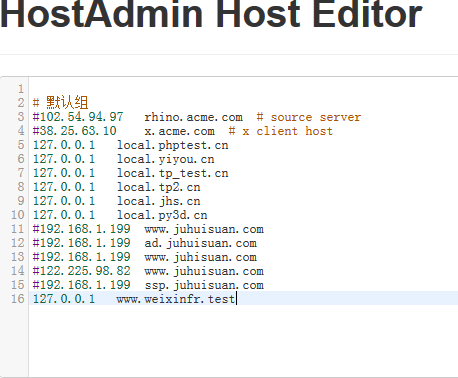 HostAdmin Host Editor
1
2 # 默认组
3 #102.54.94.97 rhino.acme.com # source server
4 #38.25.63.10 x.acme.com # x client host
5 127.0.0.1 local.phptest.cn
6 127.0.0.1 local.yiyou.cn
7 127.0.0.1 local.tp_test.cn
8 127.0.0.1 local.tp2.cn
9 127.0.0.1 local.jhs.cn
10 127.0.0.1 local.py3d.cn
11 #192.168.1.199 www.juhuisuan.com
12 #192.168.1.199 ad.juhuisuan.com
13 #192.168.1.199 www.juhuisuan.com
14 #122.225.98.82 www.juhuisuan.com
15 #192.168.1.199 ssp.juhuisuan.com
16 127.0.0.1 www.weixinfr.test